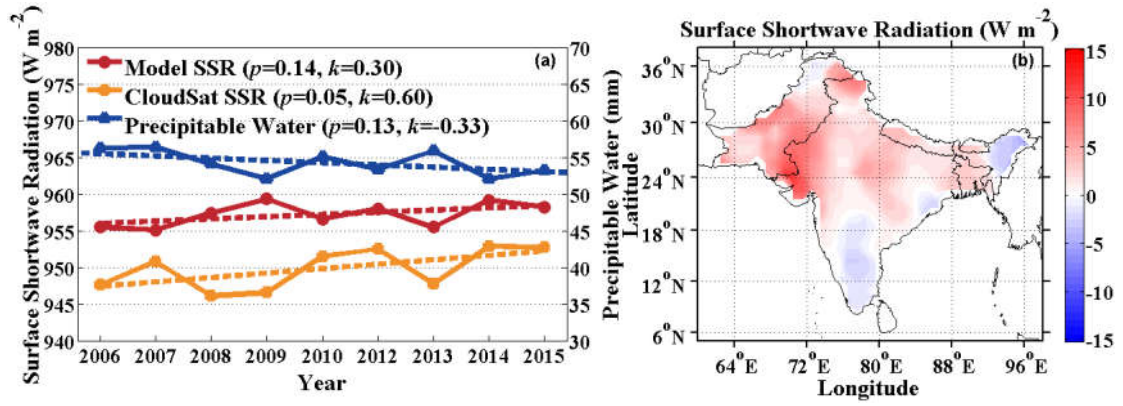 Surface Shortwave Radiation (W m⁻²)
980
975
970
965
960
955
950
945
940
(a)
Model SSR (p=0.14, k=0.30)
CloudSat SSR (p=0.05, k=0.60)
Precipitable Water (p=0.13, k=-0.33)
70
65
60
55
50
45
40
35
30
Precipitable Water (mm)
2006 2007 2008 2009 2010 2012 2013 2014 2015
Year
Surface Shortwave Radiation (W m⁻²)
(b)
Latitude
36°N
30°N
24°N
18°N
12°N
6°N
64°E 72°E 80°E 88°E 96°E
Longitude
15
10
5
0
-5
-10
-15